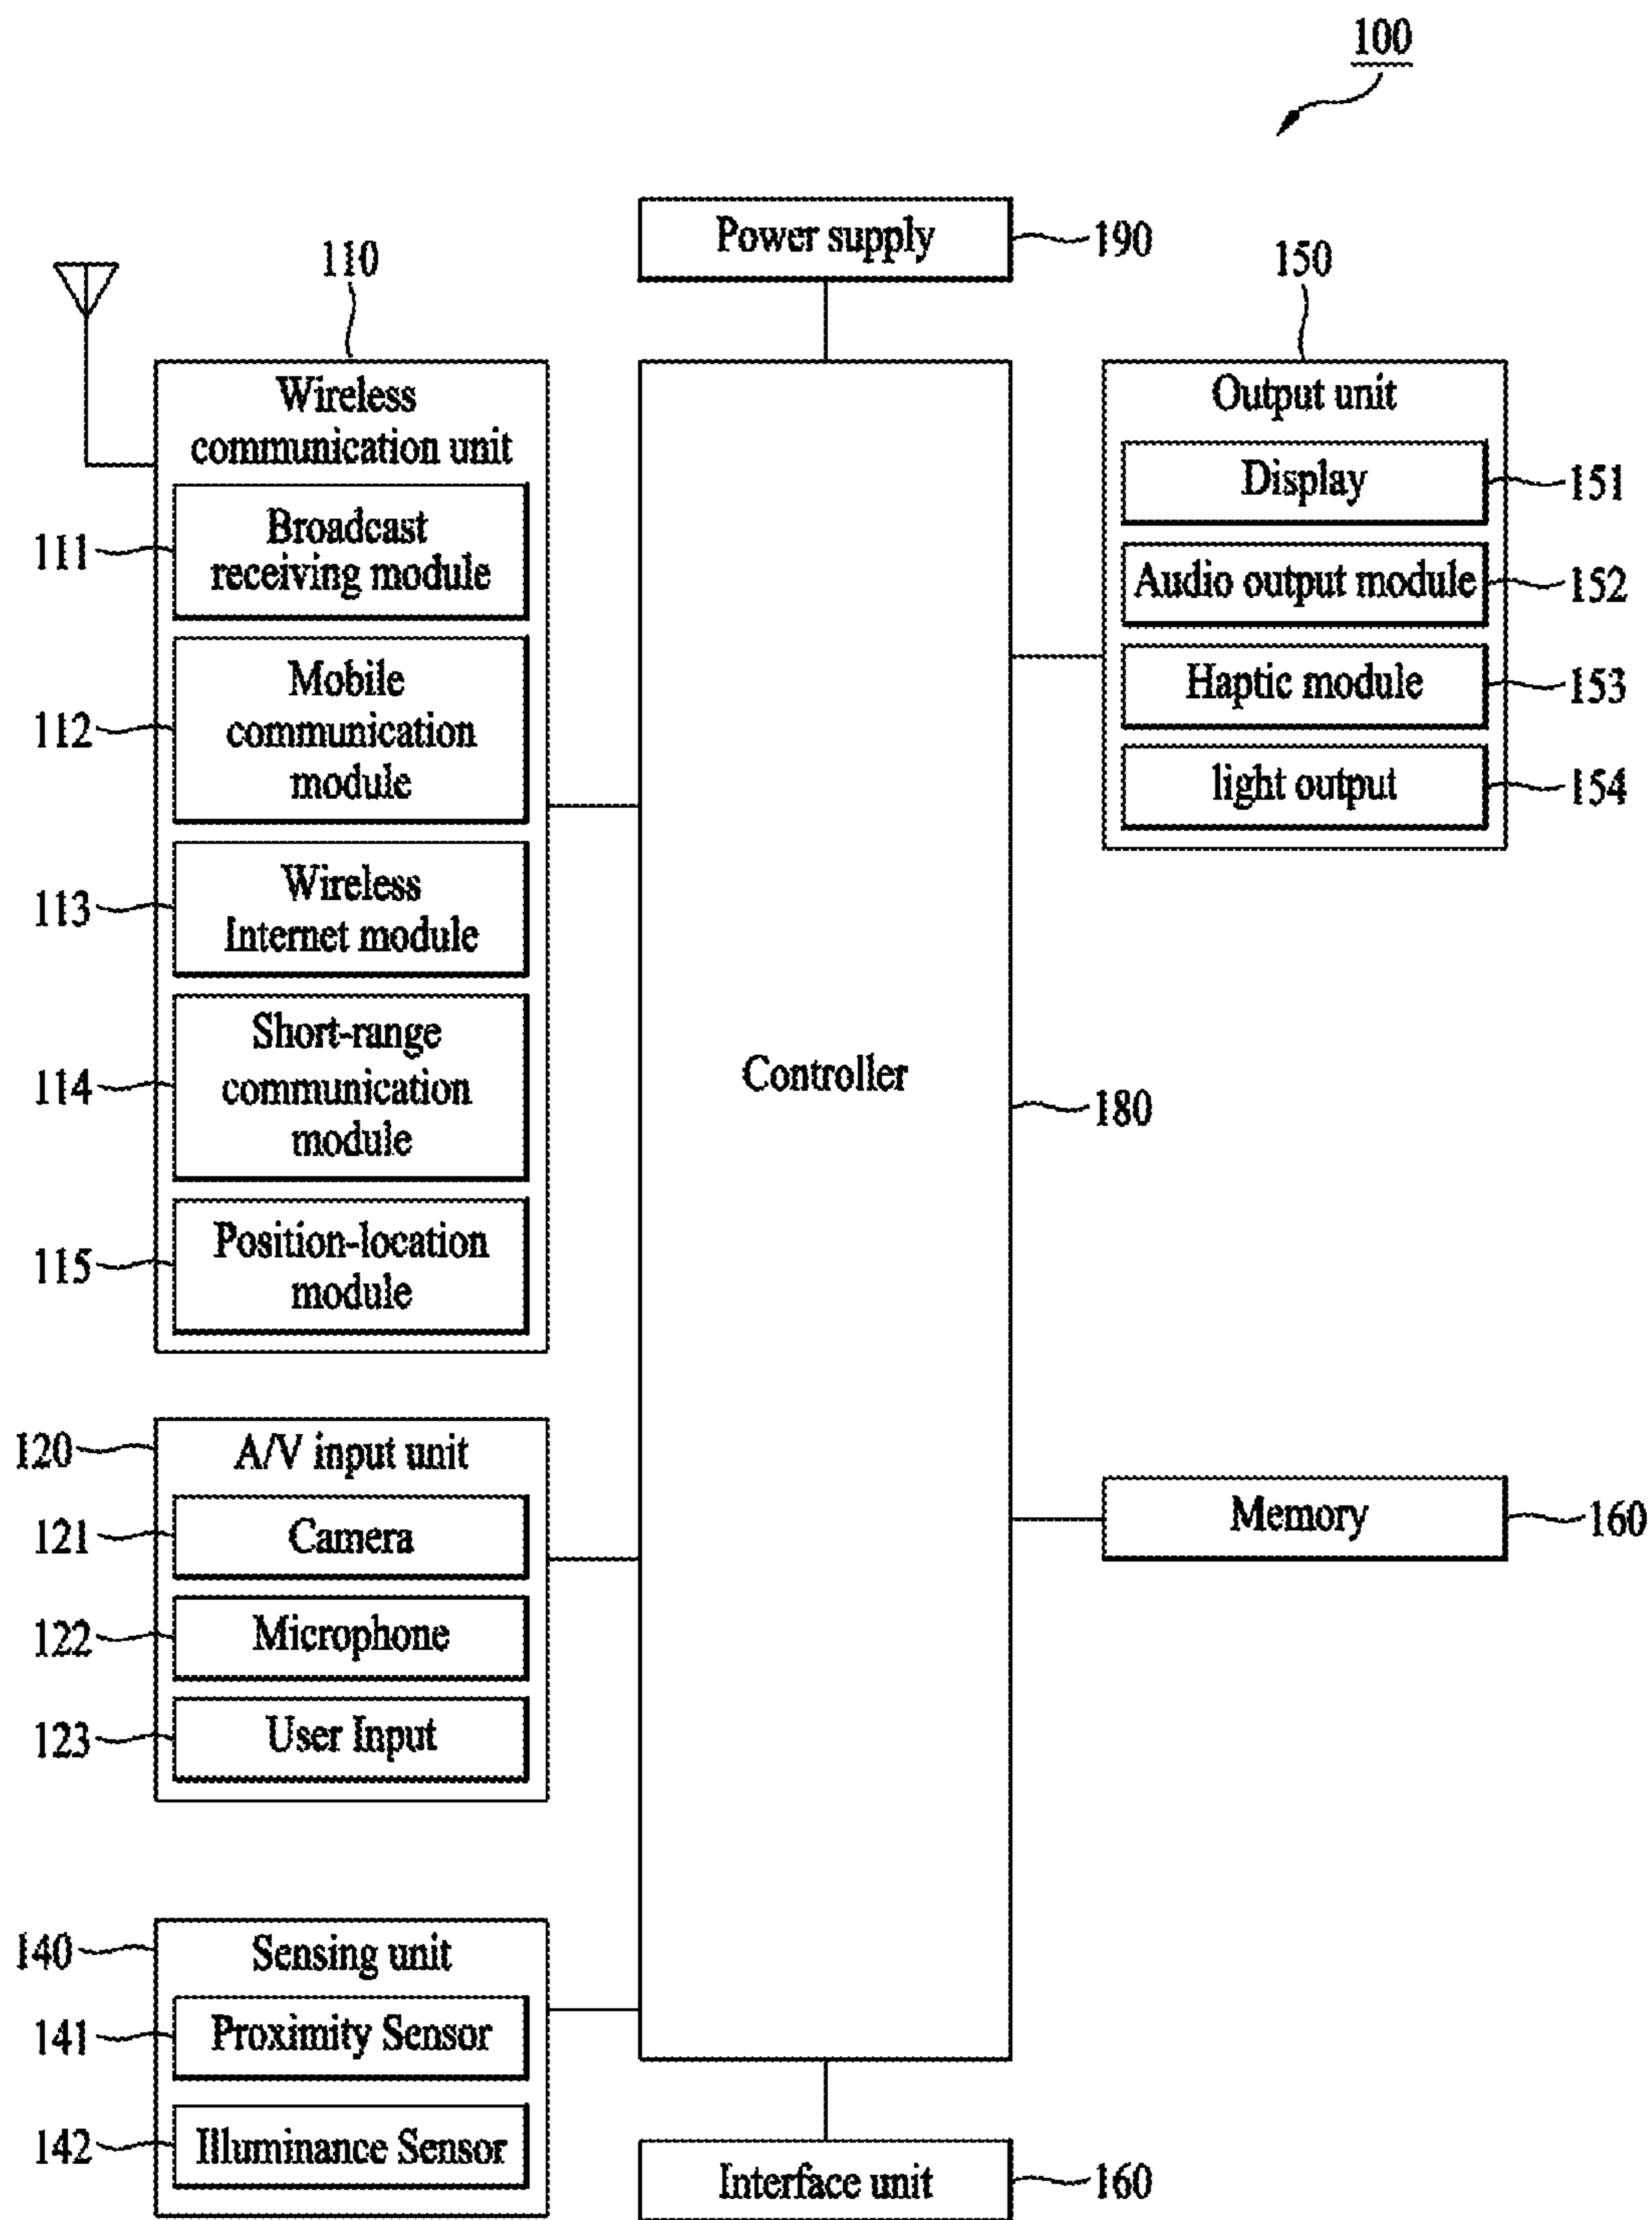 100
Power supply
190
110
Wireless
communication unit
111
Broadcast
receiving module
112
Mobile
communication
module
113
Wireless
Internet module
114
Short-range
communication
module
115
Position-location
module
120
A/V input unit
121
Camera
122
Microphone
123
User Input
140
Sensing unit
141
Proximity Sensor
142
Illuminance Sensor
Controller
180
Interface unit
160
150
Output unit
Display
151
Audio output module
152
Haptic module
153
light output
154
Memory
160